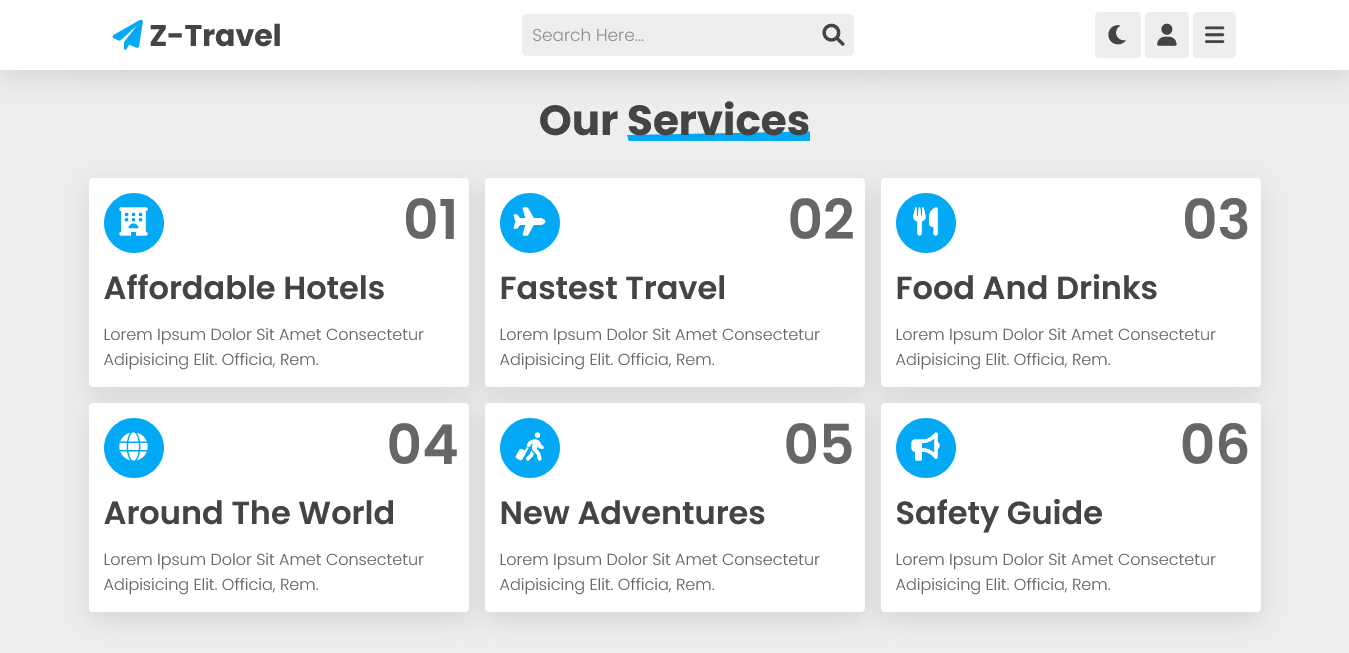 Z-Travel
Search Here...
Our Services
01
Affordable Hotels
Lorem Ipsum Dolor Sit Amet Consectetur
Adipisicing Elit. Officia, Rem.
02
Fastest Travel
Lorem Ipsum Dolor Sit Amet Consectetur
Adipisicing Elit. Officia, Rem.
03
Food And Drinks
Lorem Ipsum Dolor Sit Amet Consectetur
Adipisicing Elit. Officia, Rem.
04
Around The World
Lorem Ipsum Dolor Sit Amet Consectetur
Adipisicing Elit. Officia, Rem.
05
New Adventures
Lorem Ipsum Dolor Sit Amet Consectetur
Adipisicing Elit. Officia, Rem.
06
Safety Guide
Lorem Ipsum Dolor Sit Amet Consectetur
Adipisicing Elit. Officia, Rem.